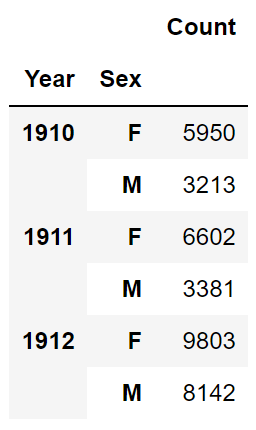 Count
Year Sex
1910 F 5950
M 3213
1911 F 6602
M 3381
1912 F 9803
M 8142